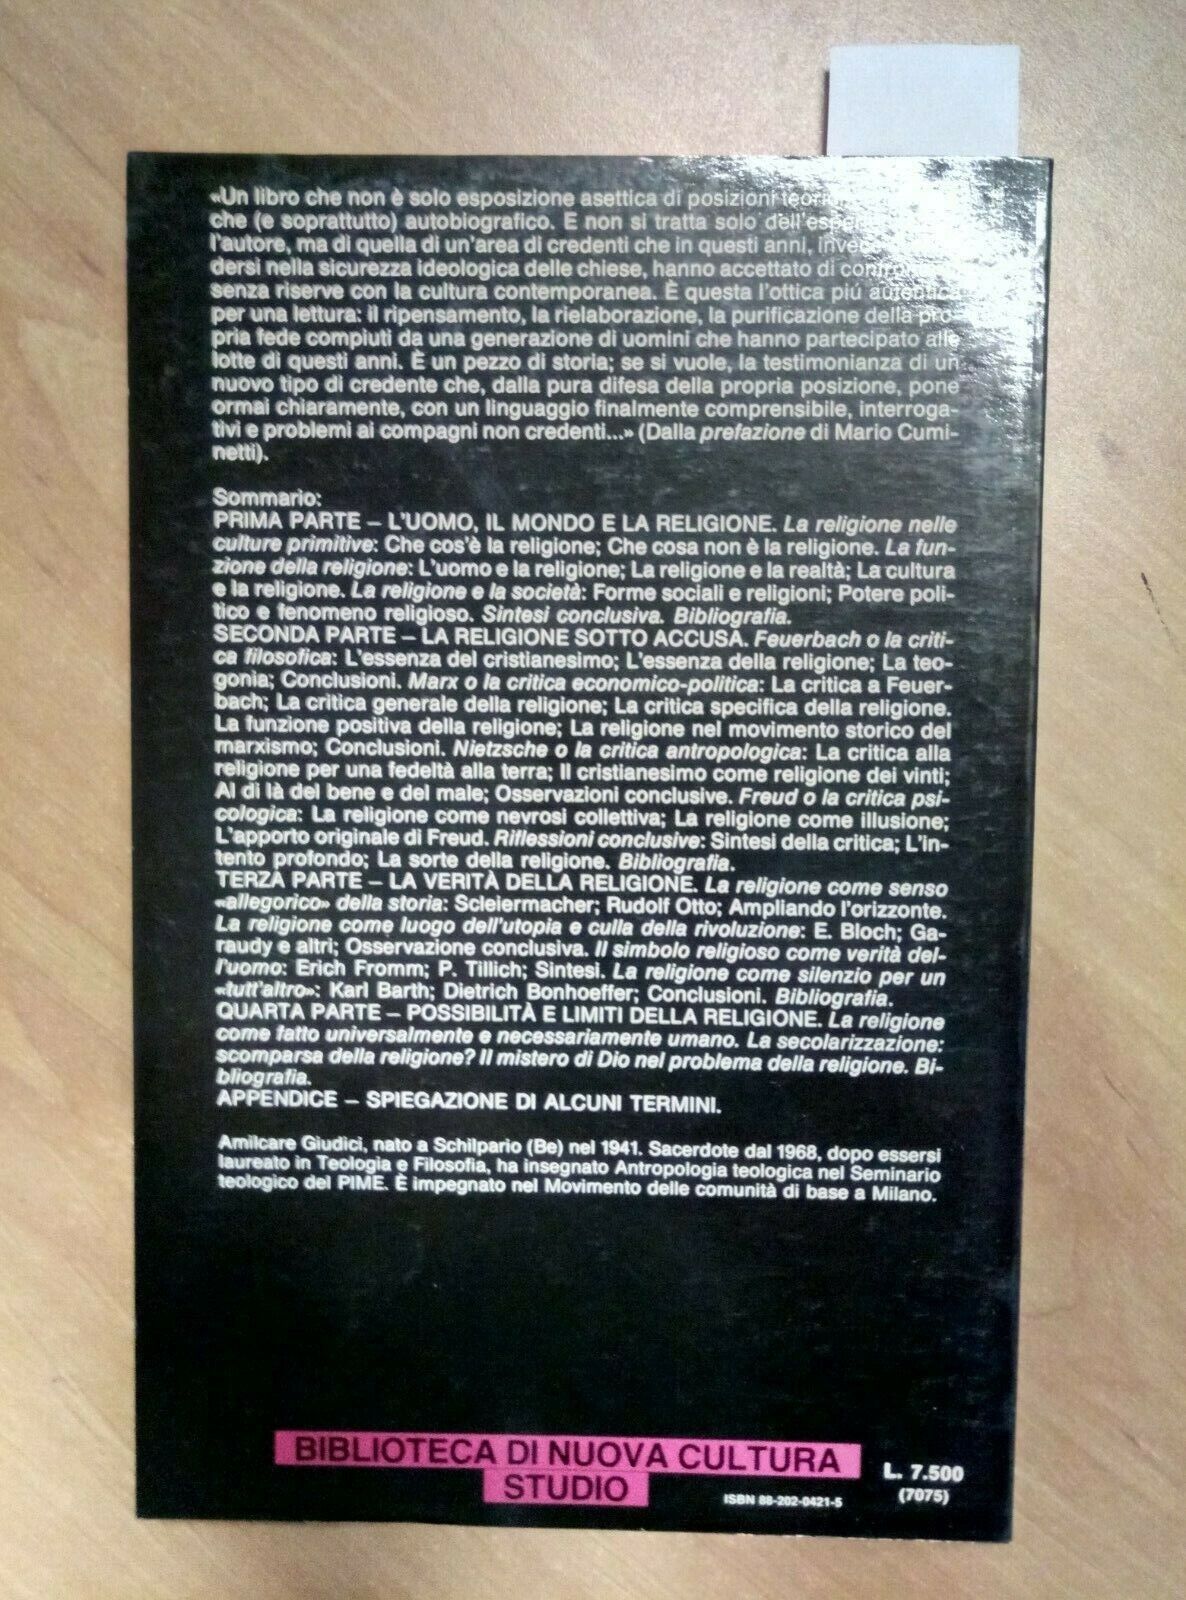 «Un libro che non è solo esposizione asettica di posizioni
che (e soprattutto) autobiografico. E non si tratta solo
l'autore, ma di quella di un'area di credenti che in questi anni,
dersi nella sicurezza ideologica delle chiese, hanno accettato di
senza riserve con la cultura contemporanea. È questa l'ottica piú autentica
per una lettura: il ripensamento, la rielaborazione, la purificazione della pro-
pria fede compiuti da una generazione di uomini che hanno partecipato alle
lotte di questi anni. È un pezzo di storia; se si vuole, la testimonianza di un
nuovo tipo di credente che, dalla pura difesa della propria posizione, pone
ormai chiaramente, con un linguaggio finalmente comprensibile, interroga-
tivi e problemi ai compagni non credenti...» (Dalla prefazione di Mario Cumi-
netti).
Sommario:
PRIMA PARTE – L'UOMO, IL MONDO E LA RELIGIONE. La religione nelle
culture primitive: Che cos'è la religione; Che cosa non è la religione. La fun-
zione della religione: L'uomo e la religione; La religione e la realtà; La cultura
e la religione. La religione e la società: Forme sociali e religioni; Potere poli-
tico e fenomeno religioso. Sintesi conclusiva. Bibliografia.
SECONDA PARTE – LA RELIGIONE SOTTO ACCUSA. Feuerbach o la criti-
ca filosofica: L'essenza del cristianesimo; L'essenza della religione; La teo-
gonia; Conclusioni. Marx o la critica economico-politica: La critica a Feuer-
bach; La critica generale della religione; La critica specifica della religione.
La funzione positiva della religione; La religione nel movimento storico del
marxismo; Conclusioni. Nietzsche o la critica antropologica: La critica alla
religione per una fedeltà alla terra; Il cristianesimo come religione dei vinti;
Al di là del bene e del male; Osservazioni conclusive. Freud o la critica psi-
cologica: La religione come nevrosi collettiva; La religione come illusione;
L'apporto originale di Freud. Riflessioni conclusive: Sintesi della critica; L'in-
tento profondo; La sorte della religione. Bibliografia.
TERZA PARTE – LA VERITÀ DELLA RELIGIONE. La religione come senso
«allegorico» della storia: Scleiermacher; Rudolf Otto; Ampliando l'orizzonte.
La religione come luogo dell'utopia e culla della rivoluzione: E. Bloch; Ga-
raudy e altri; Osservazione conclusiva. Il simbolo religioso come verità del-
l'uomo: Erich Fromm; P. Tillich; Sintesi. La religione come silenzio per un
«tutt'altro»: Karl Barth; Dietrich Bonhoeffer; Conclusioni. Bibliografia.
QUARTA PARTE – POSSIBILITÀ E LIMITI DELLA RELIGIONE. La religione
come fatto universalmente e necessariamente umano. La secolarizzazione:
scomparsa della religione? Il mistero di Dio nel problema della religione. Bi-
bliografia.
APPENDICE – SPIEGAZIONE DI ALCUNI TERMINI.
Amilcare Giudici, nato a Schilpario (Be) nel 1941. Sacerdote dal 1968, dopo essersi
laureato in Teologia e Filosofia, ha insegnato Antropologia teologica nel Seminario
teologico del PIME. È impegnato nel Movimento delle comunità di base a Milano.
BIBLIOTECA DI NUOVA CULTURA
STUDIO
ISBN 88-202-0421-5
L. 7.500
(7075)